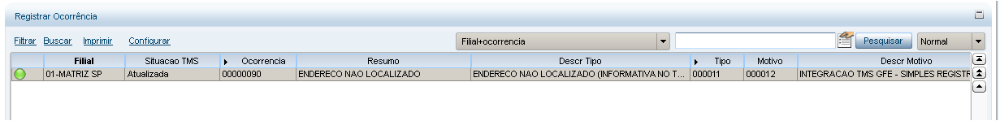 Registrar Ocorrência
Filtrar Buscar Imprimir Configurar Filial+ocorrencia Pesquisar Normal
Filial Situacao TMS Ocorrencia Resumo Descr Tipo Tipo Motivo Descr Motivo
01-MATRIZ SP Atualizada 00000090 ENDERECO NAO LOCALIZADO ENDERECO NAO LOCALIZADO (INFORMATIVA NO T... 000011 000012 INTEGRACAO TMS GFE - SIMPLES REGISTR